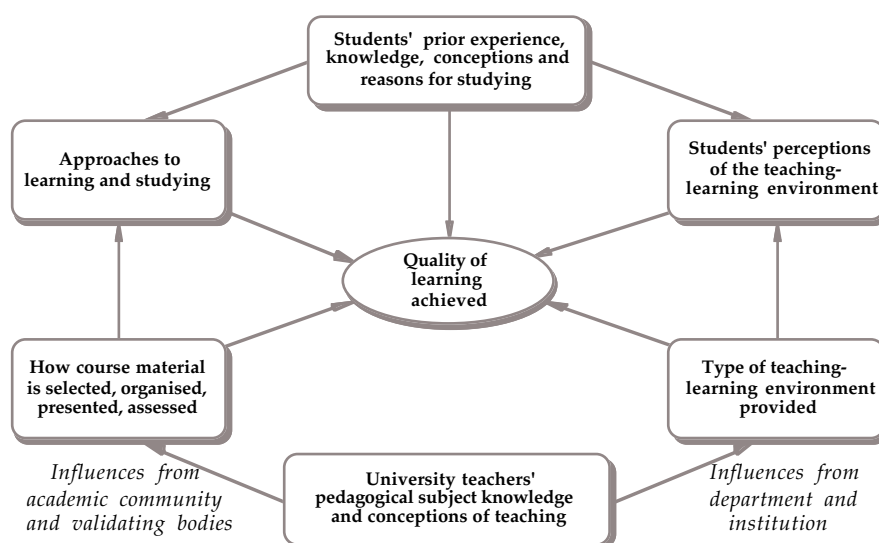 Students' prior experience,
knowledge, conceptions and
reasons for studying
Approaches to
learning and studying
Students' perceptions
of the teaching-
learning environment
Quality of
learning
achieved
How course material
is selected, organised,
presented, assessed
Type of teaching-
learning environment
provided
Influences from
academic community
and validating bodies
University teachers'
pedagogical subject knowledge
and conceptions of teaching
Influences from
department and
institution